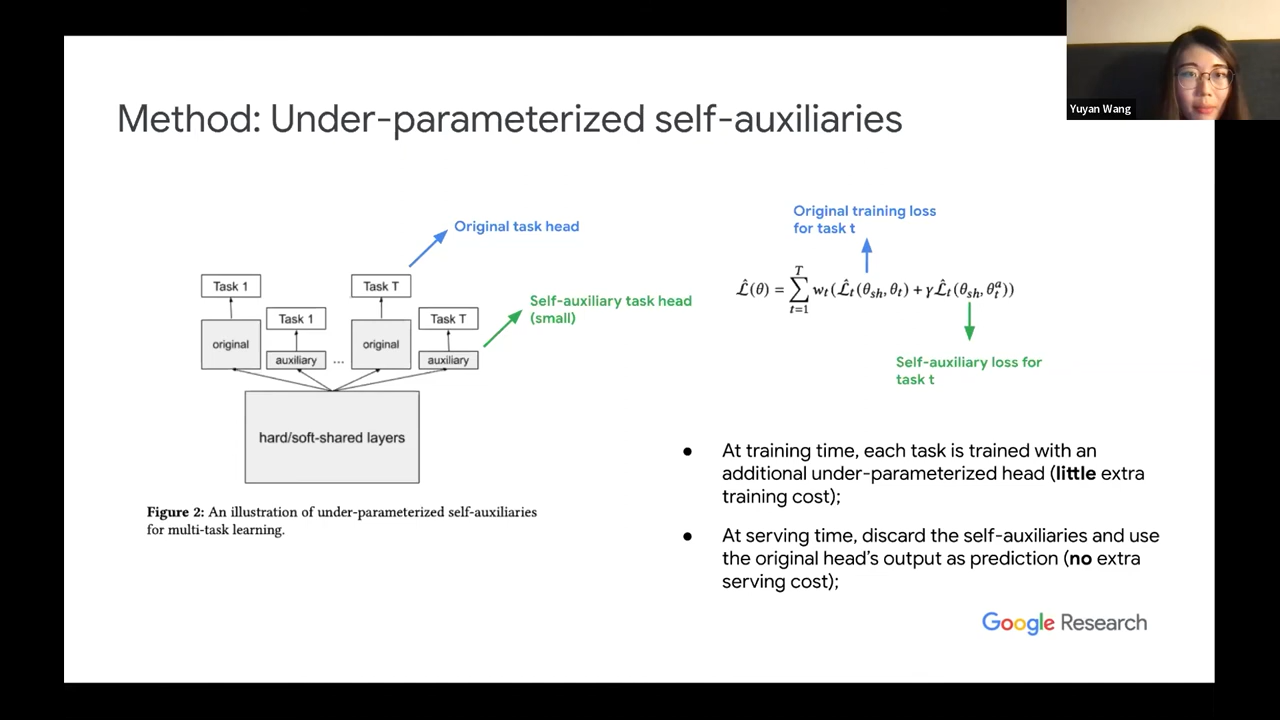 Yuyan Wang
Method: Under-parameterized self-auxiliaries
Original task head
Self-auxiliary task head
(small)
Task 1
Task T
Task 1
Task T
original
auxiliary
...
original
auxiliary
hard/soft-shared layers
Figure 2: An illustration of under-parameterized self-auxiliaries
for multi-task learning.
Original training loss
for task t
L̂(θ) = ∑_{t=1}^{T} w_t(L̂_t(θ_{sh}, θ_t) + γL̂_t(θ_{sh}, θ_t^a))
Self-auxiliary loss for
task t
● At training time, each task is trained with an
additional under-parameterized head (little extra
training cost);
● At serving time, discard the self-auxiliaries and use
the original head's output as prediction (no extra
serving cost);
Google Research